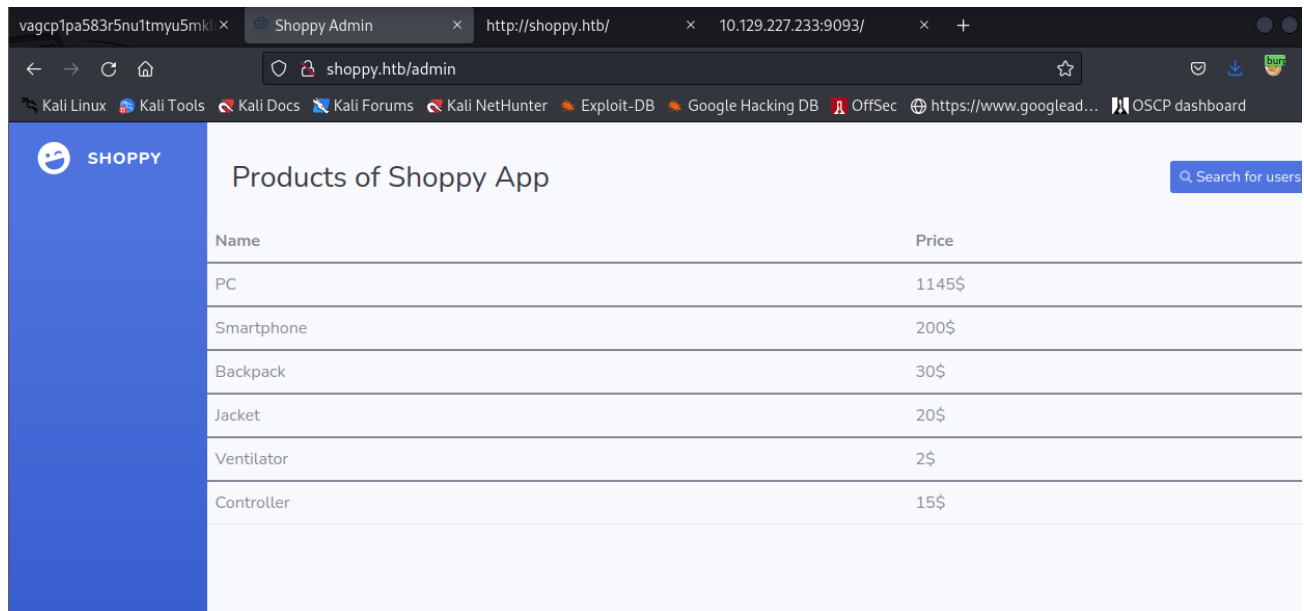 vagcp1pa583r5nu1tmyu5mkl
Shoppy Admin
http://shoppy.htb/
10.129.227.233:9093/
shoppy.htb/admin
Kali Linux Kali Tools Kali Docs Kali Forums Kali NetHunter Exploit-DB Google Hacking DB OffSec https://www.googlead... OSCP dashboard
SHOPPY
Products of Shoppy App
Search for users
Name Price
PC 1145$
Smartphone 200$
Backpack 30$
Jacket 20$
Ventilator 2$
Controller 15$